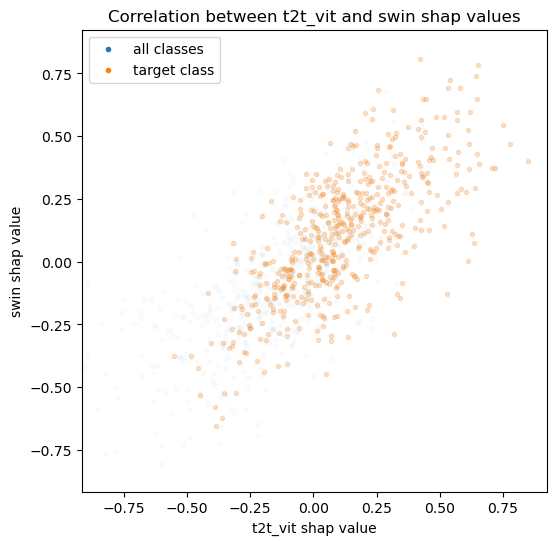 Correlation between t2t_vit and swin shap values
all classes
target class
0.75
0.50
0.25
0.00
−0.25
−0.50
−0.75
swin shap value
−0.75
−0.50
−0.25
0.00
0.25
0.50
0.75
t2t_vit shap value